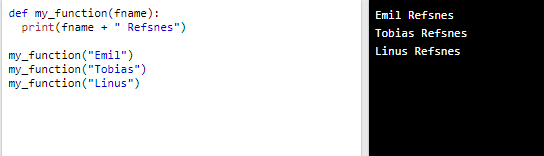 def my_function(fname):
  print(fname + " Refsnes")

my_function("Emil")
my_function("Tobias")
my_function("Linus")
Emil Refsnes
Tobias Refsnes
Linus Refsnes